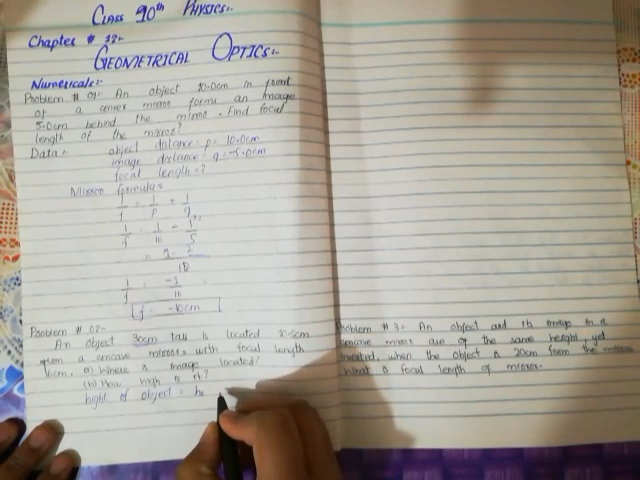 CLASS 10th PHYSICS:-
Chapter # 12:-
GEOMETRICAL OPTICS:-
Numericals:-
Problem # 01:- An object 10.0cm in front
of a convex mirror forms an image
5.0cm behind the mirror. Find focal
length of the mirror?
Data:- object distance = p = 10.0cm
image distance = q = -5.0cm
focal length = ?
Mirror formula:-
1/f = 1/p + 1/q
1/f = 1/10 - 1/5
= 1 - 2
10
1/f = -1/10
f = -10cm
Problem # 02:-
An object 30cm tall is located 10.5cm
from a concave mirror with focal length
16cm. (a) Where is image located?
(b) How high is it?
hight of object = ho
Problem # 3:- An object and its image in a
concave mirror are of the same height, yet
inverted, when the object is 20cm from the mirror.
What is focal length of mirror.